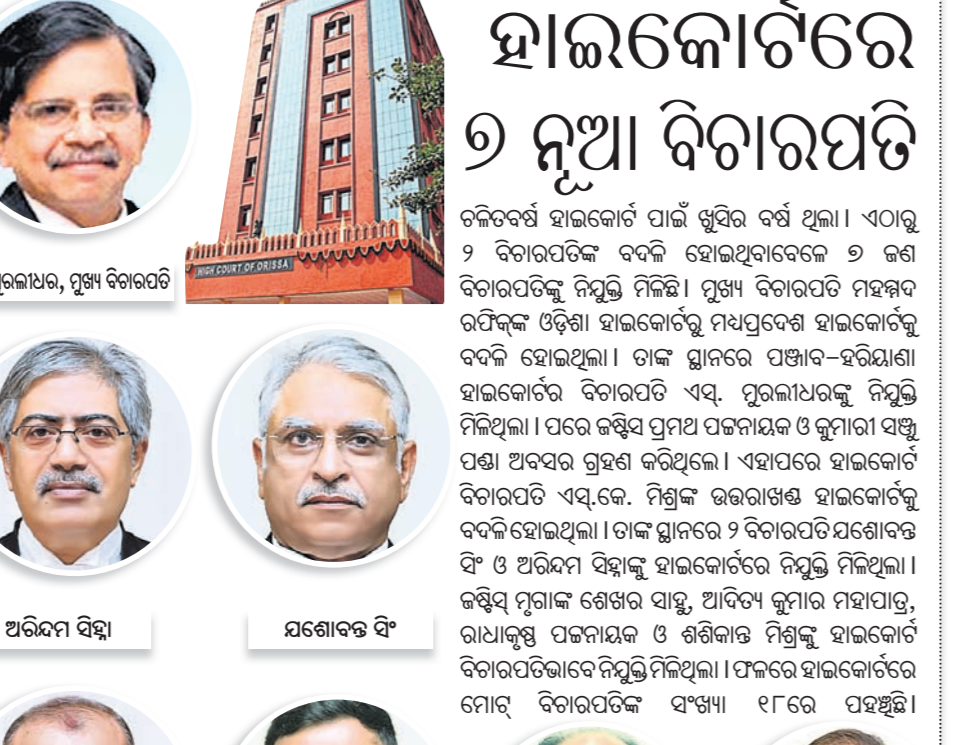 ହାଇକୋର୍ଟରେ
୭ ନୂଆ ବିଚାରପତି
ଚଳିତବର୍ଷ ହାଇକୋର୍ଟ ପାଇଁ ଖୁସିର ବର୍ଷ ଥିଲା । ଏଠାରୁ
୨ ବିଚାରପତିଙ୍କ ବଦଳି ହୋଇଥିବାବେଳେ ୭ ଜଣ
ବିଚାରପତିଙ୍କୁ ନିଯୁକ୍ତି ମିଳିଛି । ମୁଖ୍ୟ ବିଚାରପତି ମହମ୍ମଦ
ରଫିକ୍‌ଙ୍କ ଓଡ଼ିଶା ହାଇକୋର୍ଟରୁ ମଧ୍ୟପ୍ରଦେଶ ହାଇକୋର୍ଟକୁ
ବଦଳି ହୋଇଥିଲା । ତାଙ୍କ ସ୍ଥାନରେ ପଞ୍ଜାବ-ହରିୟାଣା
ହାଇକୋର୍ଟର ବିଚାରପତି ଏସ୍. ମୁରଲୀଧରଙ୍କୁ ନିଯୁକ୍ତି
ମିଳିଥିଲା । ପରେ ଜଷ୍ଟିସ ପ୍ରମଥ ପଟ୍ଟନାୟକ ଓ କୁମାରୀ ସଞ୍ଜୁ
ପଣ୍ଡା ଅବସର ଗ୍ରହଣ କରିଥିଲେ । ଏହାପରେ ହାଇକୋର୍ଟ
ବିଚାରପତି ଏସ୍.କେ. ମିଶ୍ରଙ୍କ ଉତ୍ତରାଖଣ୍ଡ ହାଇକୋର୍ଟକୁ
ବଦଳି ହୋଇଥିଲା । ତାଙ୍କ ସ୍ଥାନରେ ୨ ବିଚାରପତି ଯଶୋବନ୍ତ
ସିଂ ଓ ଅରିନ୍ଦମ ସିହ୍ନାଙ୍କୁ ହାଇକୋର୍ଟରେ ନିଯୁକ୍ତି ମିଳିଥିଲା ।
ଜଷ୍ଟିସ୍ ମୃଗାଙ୍କ ଶେଖର ସାହୁ, ଆଦିତ୍ୟ କୁମାର ମହାପାତ୍ର,
ରାଧାକୃଷ୍ଣ ପଟ୍ଟନାୟକ ଓ ଶଶିକାନ୍ତ ମିଶ୍ରଙ୍କୁ ହାଇକୋର୍ଟ
ବିଚାରପତିଭାବେ ନିଯୁକ୍ତି ମିଳିଥିଲା । ଫଳରେ ହାଇକୋର୍ଟରେ
ମୋଟ୍ ବିଚାରପତିଙ୍କ ସଂଖ୍ୟା ୧୮ରେ ପହଞ୍ଚିଛି ।
HIGH COURT OF ORISSA
ମୁରଲୀଧର, ମୁଖ୍ୟ ବିଚାରପତି
ଅରିନ୍ଦମ ସିହ୍ନା
ଯଶୋବନ୍ତ ସିଂ